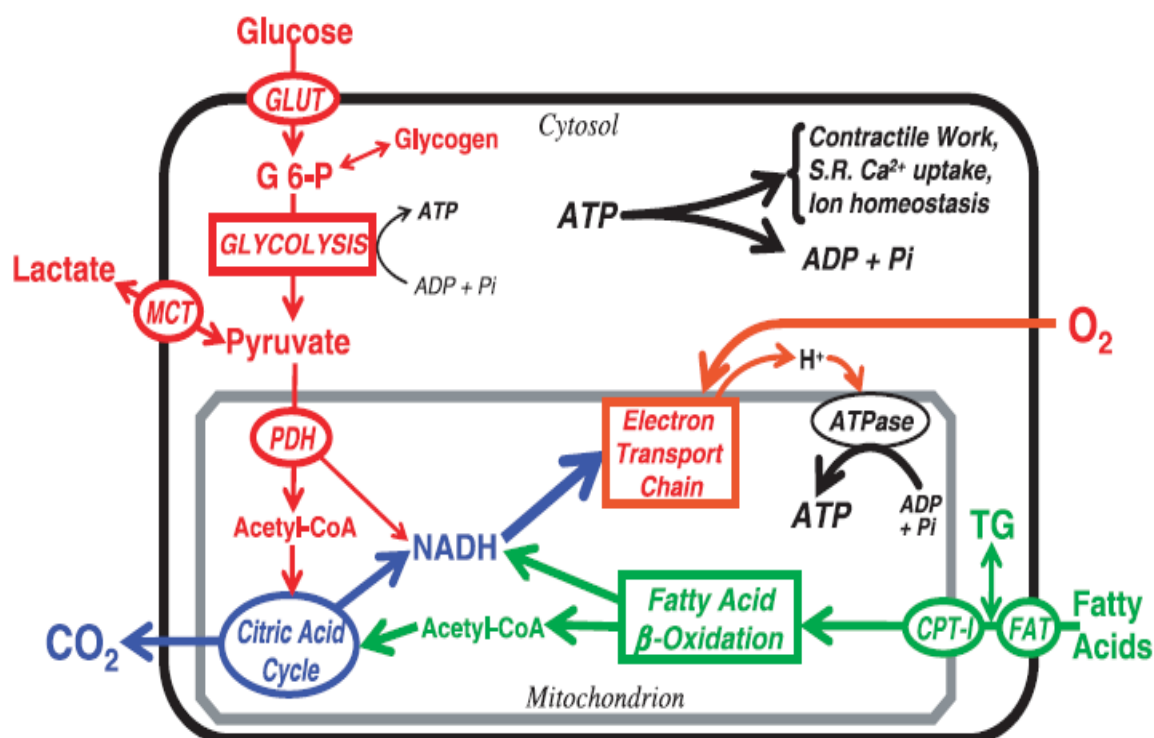 Glucose
GLUT
Cytosol
G 6-P
Glycogen
Contractile Work,
S.R. Ca²⁺ uptake,
Ion homeostasis
ATP
ATP
GLYCOLYSIS
ADP + Pi
ADP + Pi
Lactate
MCT
Pyruvate
O₂
H⁺
PDH
Electron
Transport
Chain
ATPase
ATP
ADP
+ Pi
Acetyl-CoA
NADH
TG
Fatty Acid
β-Oxidation
CPT-I
FAT
Fatty
Acids
CO₂
Citric Acid
Cycle
Acetyl-CoA
Mitochondrion